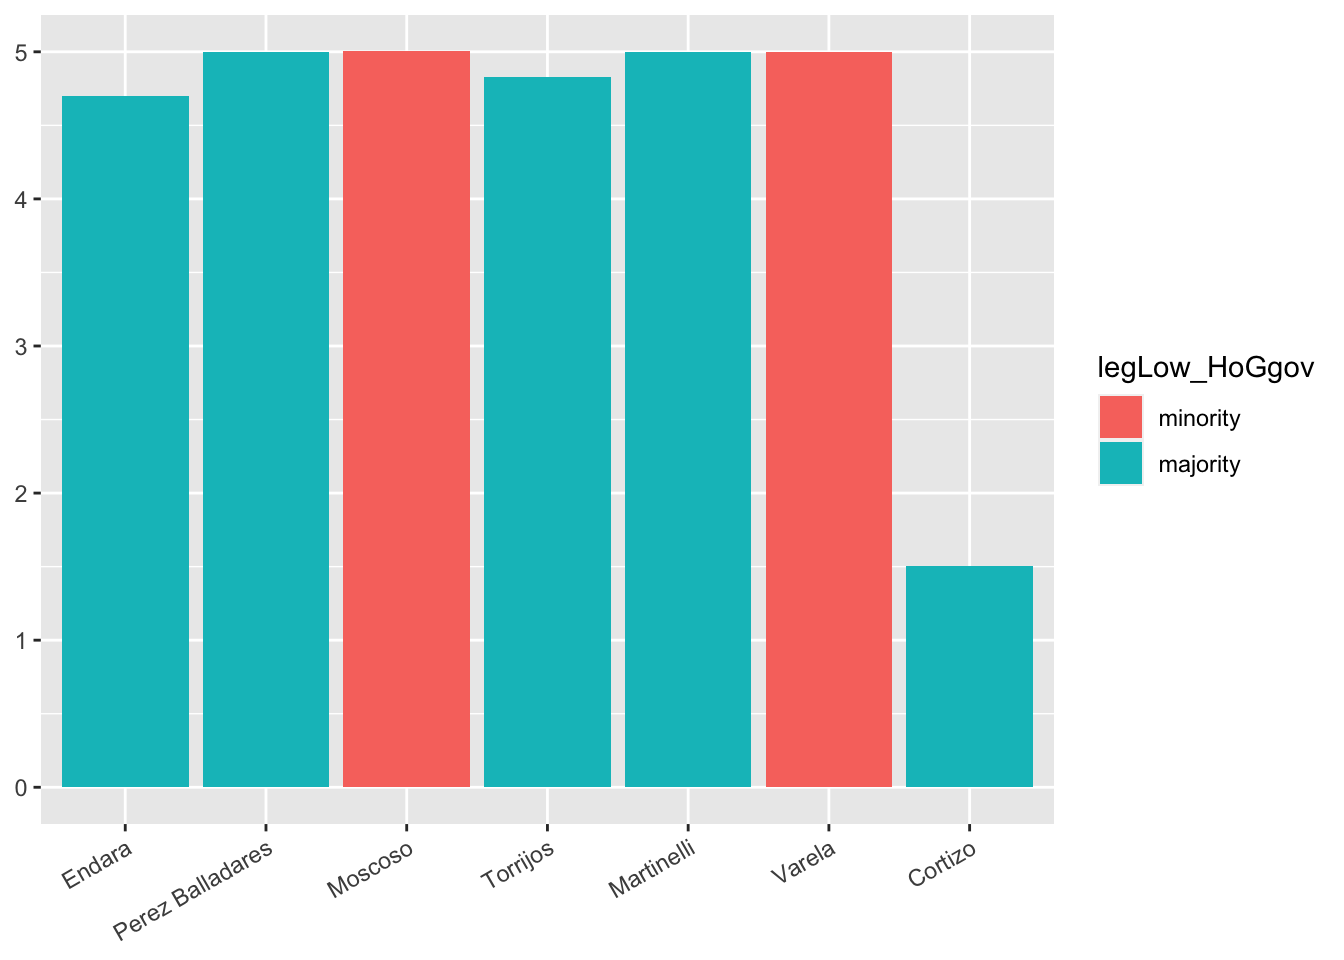 5
4
3
2
1
0
Endara
Perez Balladares
Moscoso
Torrijos
Martinelli
Varela
Cortizo
legLow_HoGgov
minority
majority